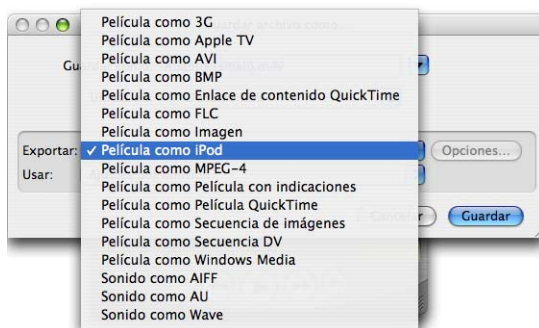 Película como 3G
Película como Apple TV
Gu
Película como AVI
Película como BMP
Película como Enlace de contenido QuickTime
Película como FLC
Película como Imagen
Exportar: ✓ Película como iPod Opciones...
Película como MPEG-4
Usar:
Película como Película con indicaciones
Película como Película QuickTime
Película como Secuencia de imágenes
Guardar
Película como Secuencia DV
Película como Windows Media
Sonido como AIFF
Sonido como AU
Sonido como Wave